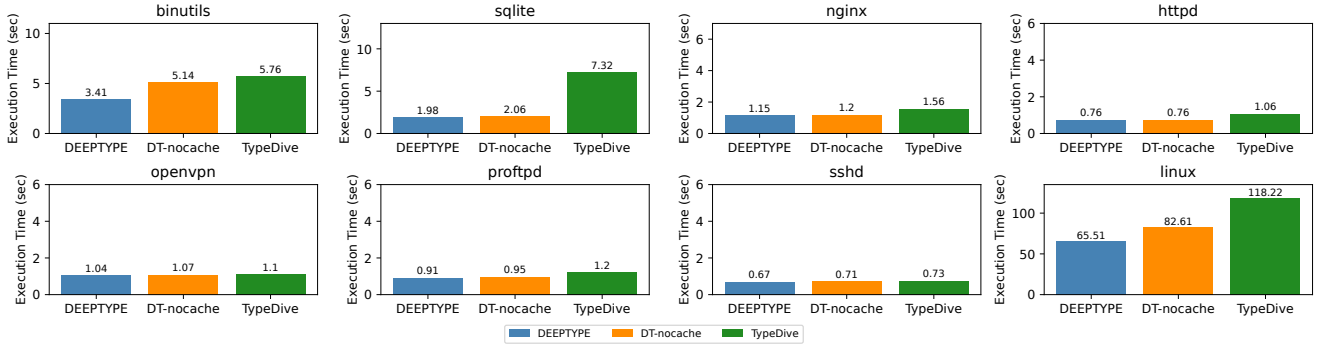 binutils
Execution Time (sec)
10
5
0
3.41
5.14
5.76
DEEPTYPE
DT-nocache
TypeDive
sqlite
Execution Time (sec)
10
5
0
1.98
2.06
7.32
DEEPTYPE
DT-nocache
TypeDive
nginx
Execution Time (sec)
6
4
2
0
1.15
1.2
1.56
DEEPTYPE
DT-nocache
TypeDive
httpd
Execution Time (sec)
6
4
2
0
0.76
0.76
1.06
DEEPTYPE
DT-nocache
TypeDive
openvpn
Execution Time (sec)
6
4
2
0
1.04
1.07
1.1
DEEPTYPE
DT-nocache
TypeDive
proftpd
Execution Time (sec)
6
4
2
0
0.91
0.95
1.2
DEEPTYPE
DT-nocache
TypeDive
sshd
Execution Time (sec)
6
4
2
0
0.67
0.71
0.73
DEEPTYPE
DT-nocache
TypeDive
linux
Execution Time (sec)
100
50
0
65.51
82.61
118.22
DEEPTYPE
DT-nocache
TypeDive
DEEPTYPE
DT-nocache
TypeDive